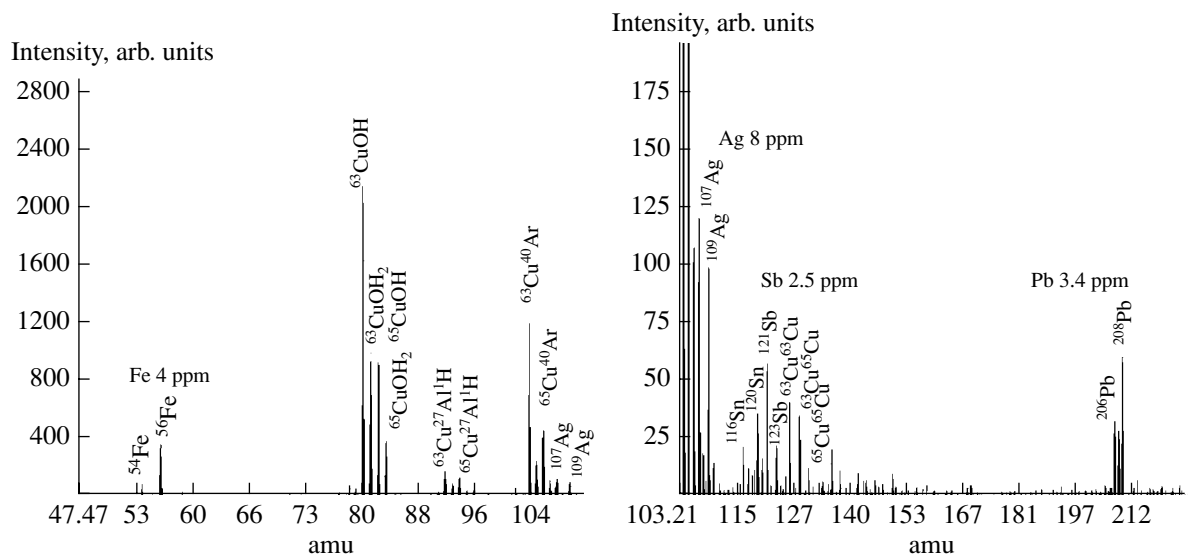 Intensity, arb. units
2800
2400
2000
1600
1200
800
400
47.47 53 60 66 73 80 88 96 104
amu
Fe 4 ppm
⁵⁴Fe
⁵⁶Fe
⁶³CuOH
⁶³CuOH₂
⁶⁵CuOH
⁶⁵CuOH₂
⁶³Cu²⁷Al¹H
⁶⁵Cu²⁷Al¹H
⁶³Cu⁴⁰Ar
⁶⁵Cu⁴⁰Ar
¹⁰⁷Ag
¹⁰⁹Ag
Intensity, arb. units
175
150
125
100
75
50
25
103.21 115 127 140 153 167 181 197 212
amu
Ag 8 ppm
¹⁰⁷Ag
¹⁰⁹Ag
Sb 2.5 ppm
¹¹⁶Sn
¹²⁰Sn
¹²¹Sb
¹²³Sb
⁶³Cu⁶³Cu
⁶³Cu⁶⁵Cu
⁶⁵Cu⁶⁵Cu
Pb 3.4 ppm
²⁰⁶Pb
²⁰⁸Pb